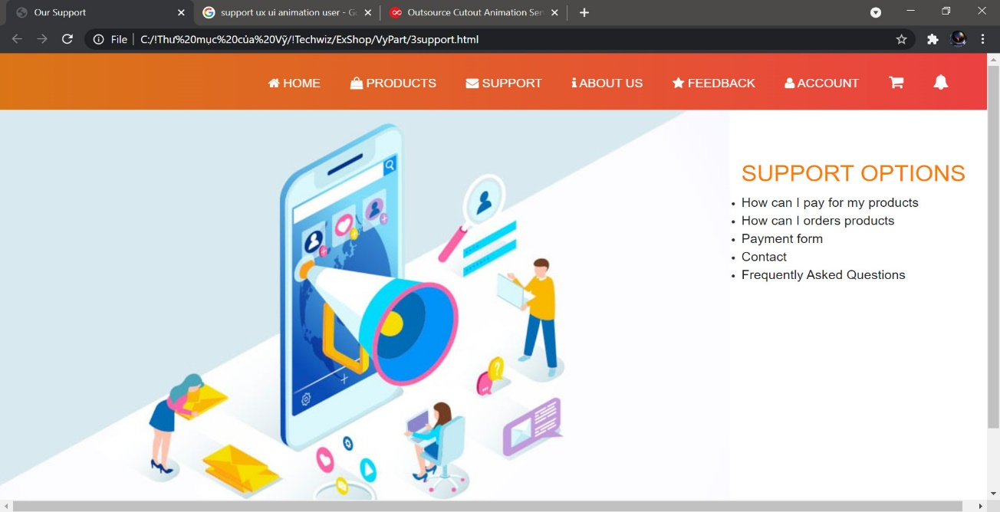 Our Support
support ux ui animation user - G
Outsource Cutout Animation Ser
File
C:/!Thư%20mục%20của%20Vỹ/!Techwiz/ExShop/VyPart/3support.html
HOME
PRODUCTS
SUPPORT
ABOUT US
FEEDBACK
ACCOUNT
SUPPORT OPTIONS
• How can I pay for my products
• How can I orders products
• Payment form
• Contact
• Frequently Asked Questions